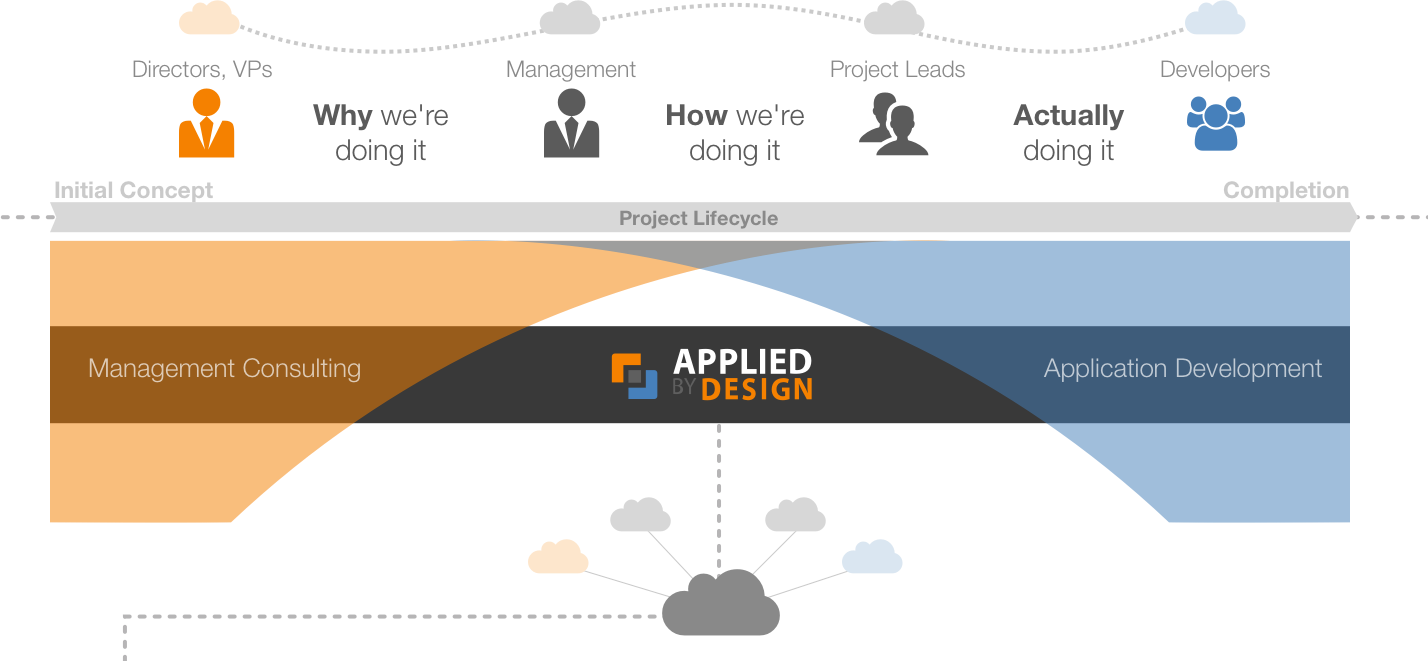 Directors, VPs
Management
Project Leads
Developers
Why we're
doing it
How we're
doing it
Actually
doing it
Initial Concept
Completion
Project Lifecycle
Management Consulting
APPLIED
BY DESIGN
Application Development